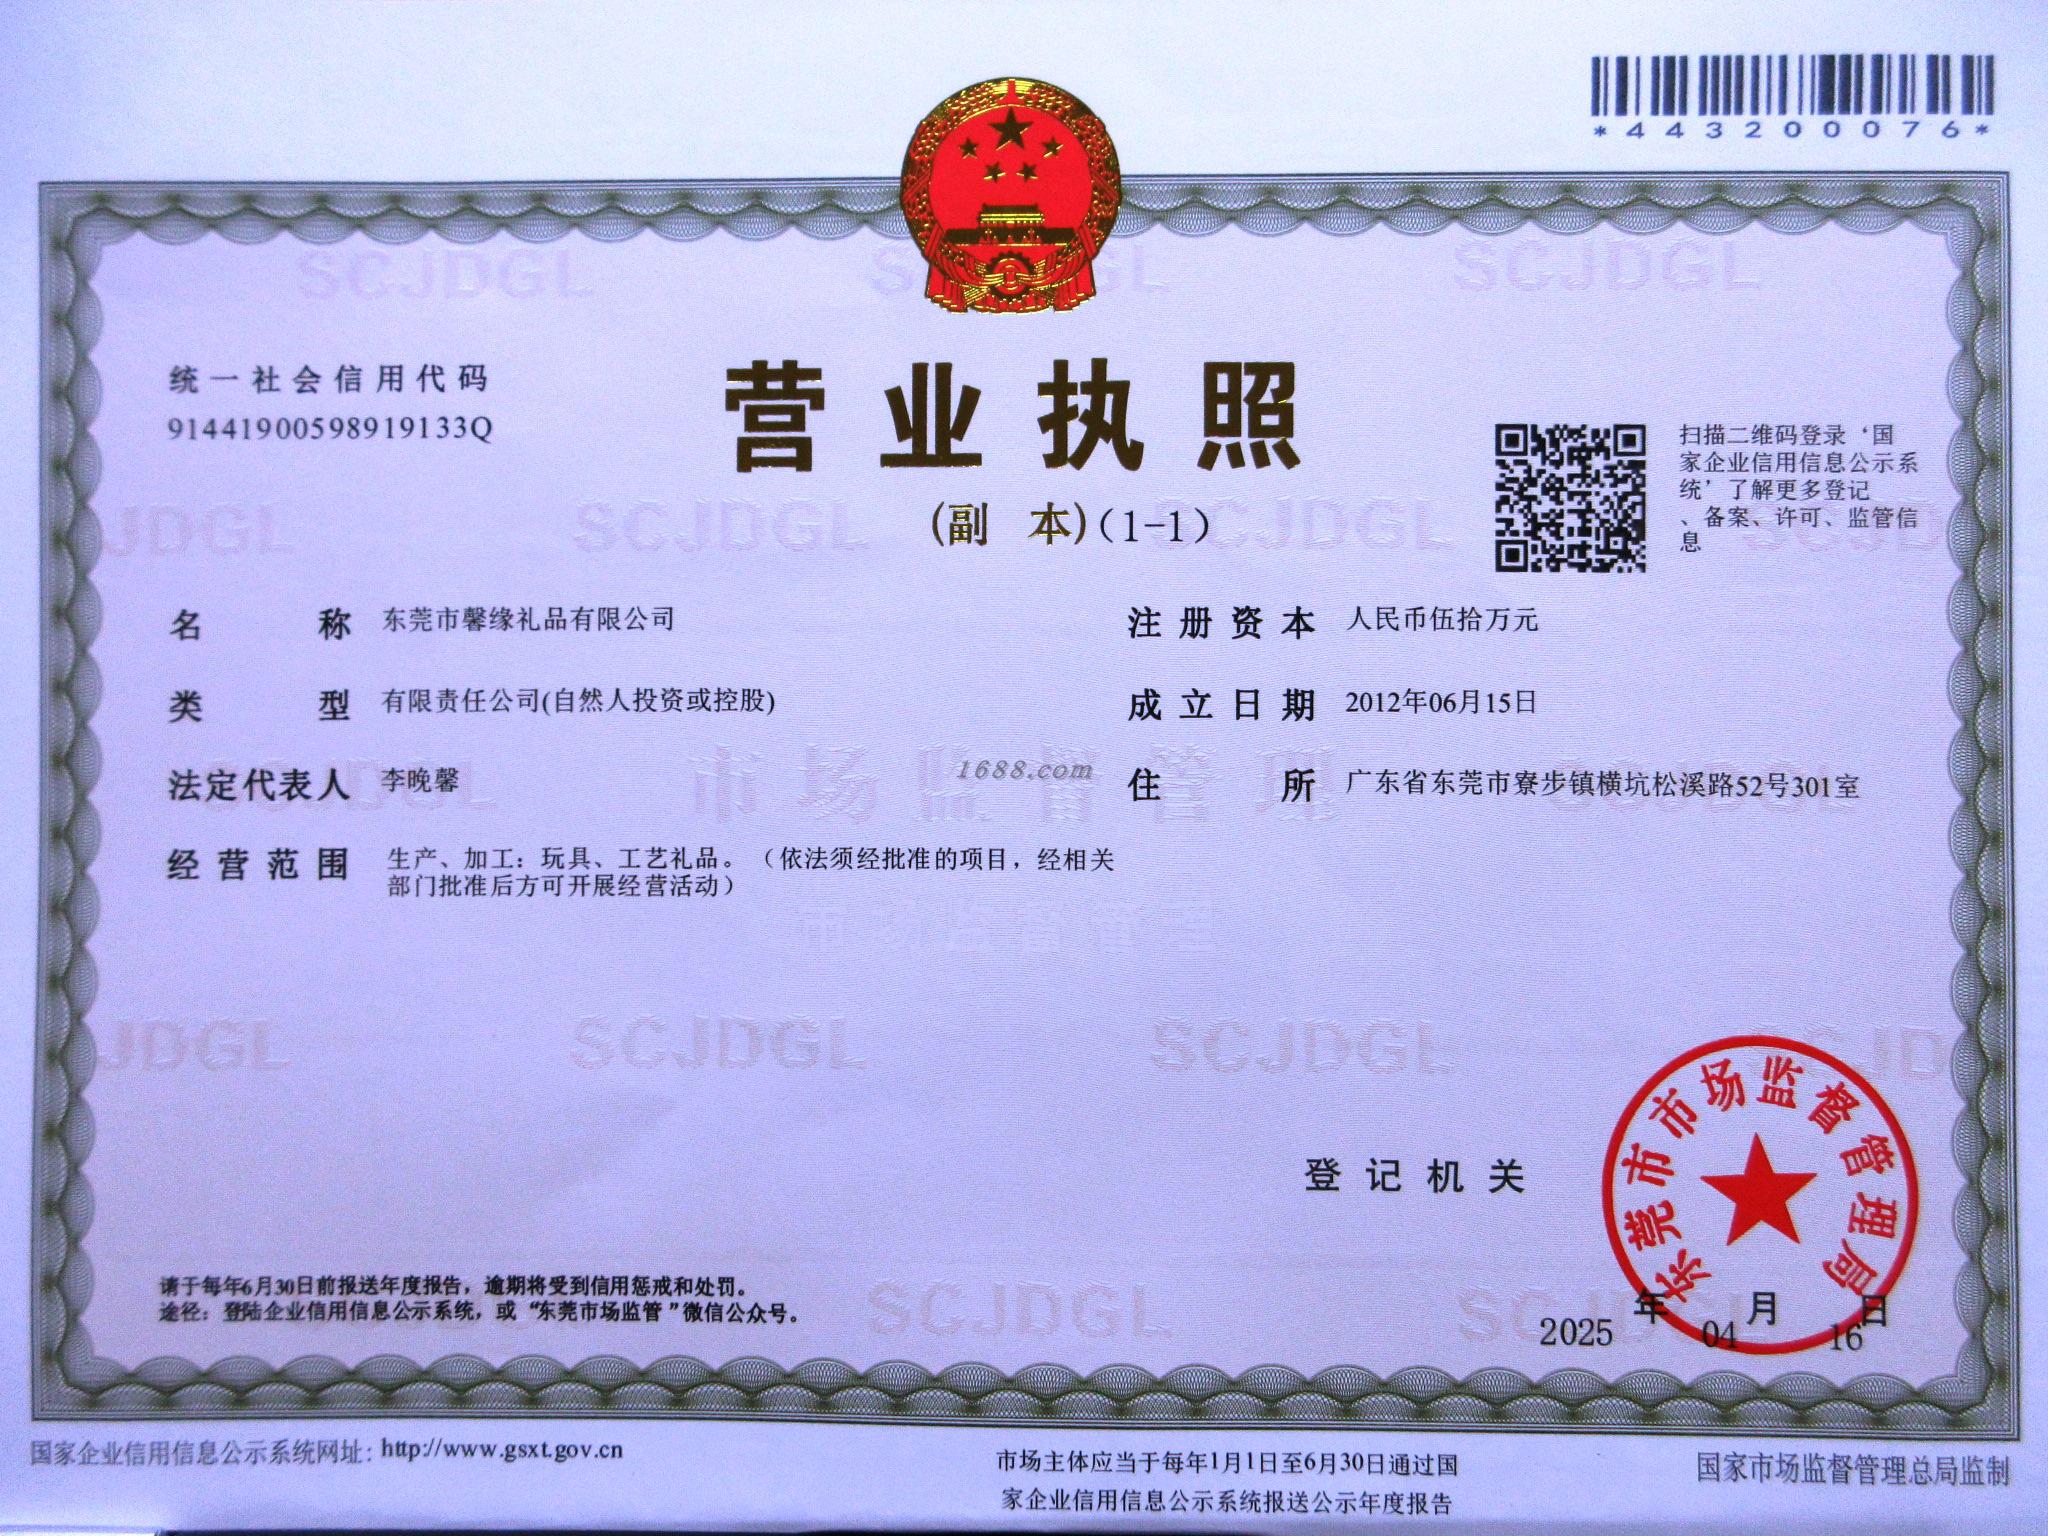 *443200076*
统一社会信用代码
91441900598919133Q
营业执照
(副 本)(1-1)
扫描二维码登录‘国
家企业信用信息公示系
统’了解更多登记
、备案、许可、监管信
息
名 称 东莞市馨缘礼品有限公司
类 型 有限责任公司(自然人投资或控股)
法定代表人 李晚馨
经营范围 生产、加工：玩具、工艺礼品。（依法须经批准的项目，经相关
部门批准后方可开展经营活动）
注册资本 人民币伍拾万元
成立日期 2012年06月15日
住 所 广东省东莞市寮步镇横坑松溪路52号301室
1688.com
SCJDGL
市场监督管理
登记机关
东莞市市场监督管理局
2025年04月16日
请于每年6月30日前报送年度报告，逾期将受到信用惩戒和处罚。
途径：登陆企业信用信息公示系统，或“东莞市场监管”微信公众号。
国家企业信用信息公示系统网址：http://www.gsxt.gov.cn
市场主体应当于每年1月1日至6月30日通过国
家企业信用信息公示系统报送公示年度报告
国家市场监督管理总局监制